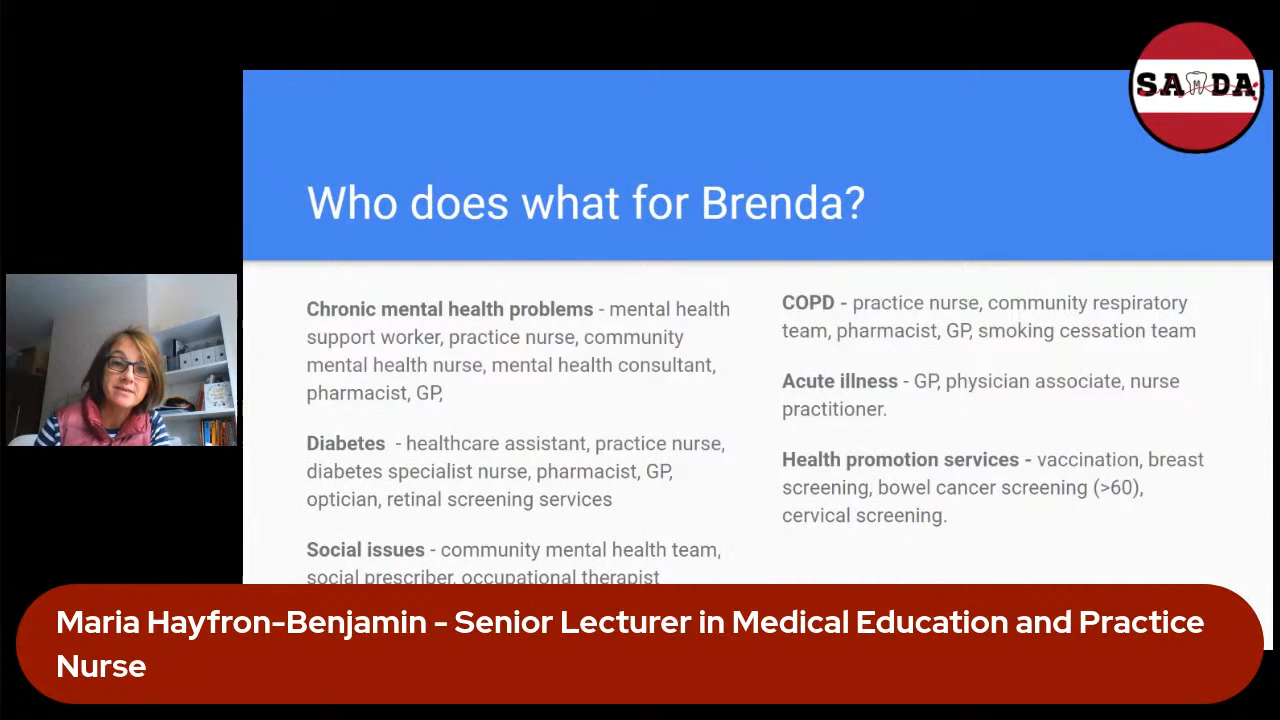 SAMDA
Who does what for Brenda?
Chronic mental health problems - mental health
support worker, practice nurse, community
mental health nurse, mental health consultant,
pharmacist, GP,
Diabetes - healthcare assistant, practice nurse,
diabetes specialist nurse, pharmacist, GP,
optician, retinal screening services
Social issues - community mental health team,
social prescriber, occupational therapist
COPD - practice nurse, community respiratory
team, pharmacist, GP, smoking cessation team
Acute illness - GP, physician associate, nurse
practitioner.
Health promotion services - vaccination, breast
screening, bowel cancer screening (>60),
cervical screening.
Maria Hayfron-Benjamin - Senior Lecturer in Medical Education and Practice
Nurse